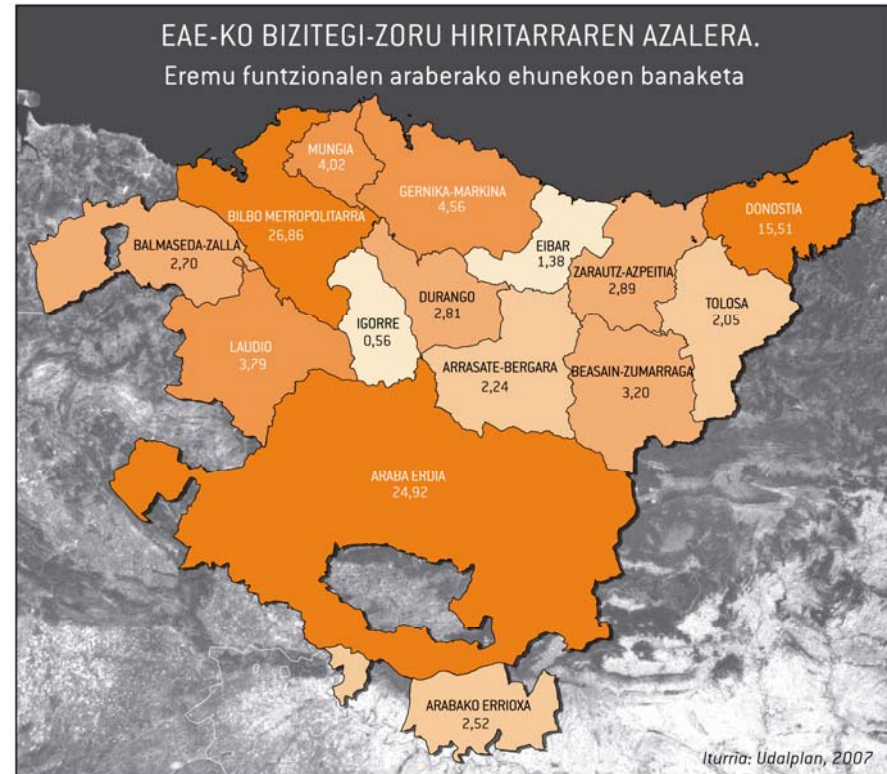 EAE-KO BIZITEGI-ZORU HIRITARRAREN AZALERA.
Eremu funtzionalen araberako ehunekoen banaketa
MUNGIA
4,02
GERNIKA-MARKINA
4,56
BILBO METROPOLITARRA
26,86
DONOSTIA
15,51
BALMASEDA-ZALLA
2,70
EIBAR
1,38
ZARAUTZ-AZPEITIA
2,89
DURANGO
2,81
TOLOSA
2,05
IGORRE
0,56
LAUDIO
3,79
ARRASATE-BERGARA
2,24
BEASAIN-ZUMARRAGA
3,20
ARABA ERDIA
24,92
ARABAKO ERRIOXA
2,52
Iturria: Udalplan, 2007